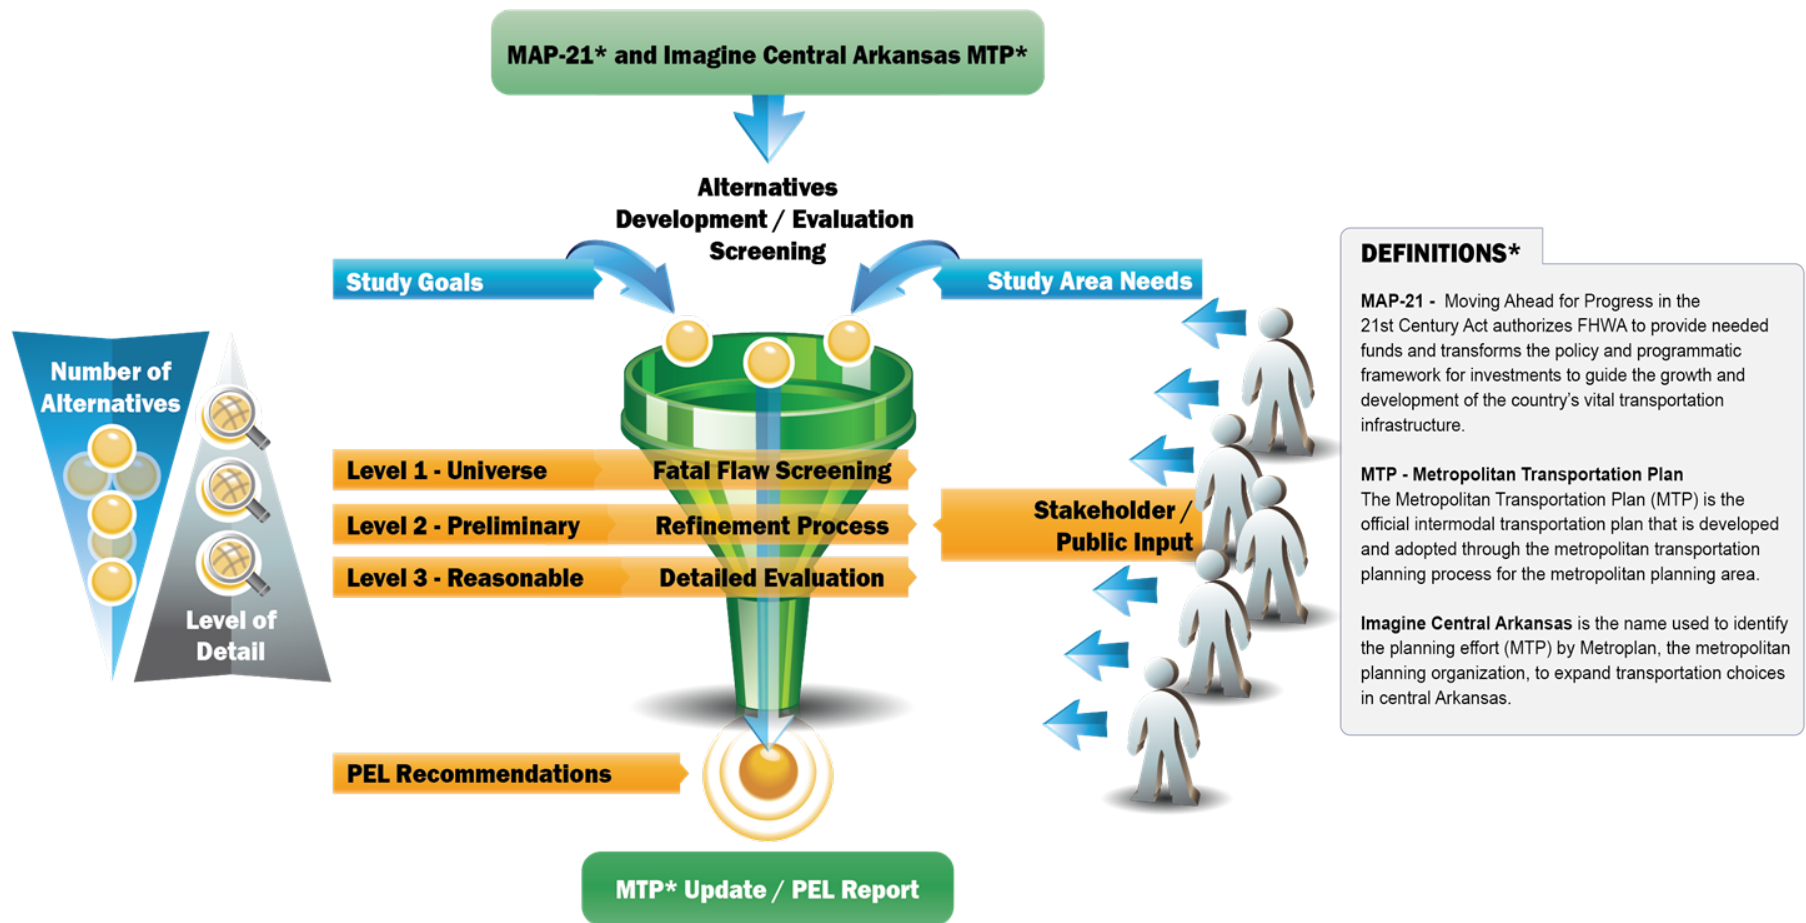 MAP-21* and Imagine Central Arkansas MTP*
Alternatives
Development / Evaluation
Screening
Study Goals
Study Area Needs
Number of
Alternatives
Level of
Detail
Level 1 - Universe
Fatal Flaw Screening
Level 2 - Preliminary
Refinement Process
Level 3 - Reasonable
Detailed Evaluation
Stakeholder /
Public Input
PEL Recommendations
MTP* Update / PEL Report
DEFINITIONS*
MAP-21 - Moving Ahead for Progress in the
21st Century Act authorizes FHWA to provide needed
funds and transforms the policy and programmatic
framework for investments to guide the growth and
development of the country's vital transportation
infrastructure.
MTP - Metropolitan Transportation Plan
The Metropolitan Transportation Plan (MTP) is the
official intermodal transportation plan that is developed
and adopted through the metropolitan transportation
planning process for the metropolitan planning area.
Imagine Central Arkansas is the name used to identify
the planning effort (MTP) by Metroplan, the metropolitan
planning organization, to expand transportation choices
in central Arkansas.